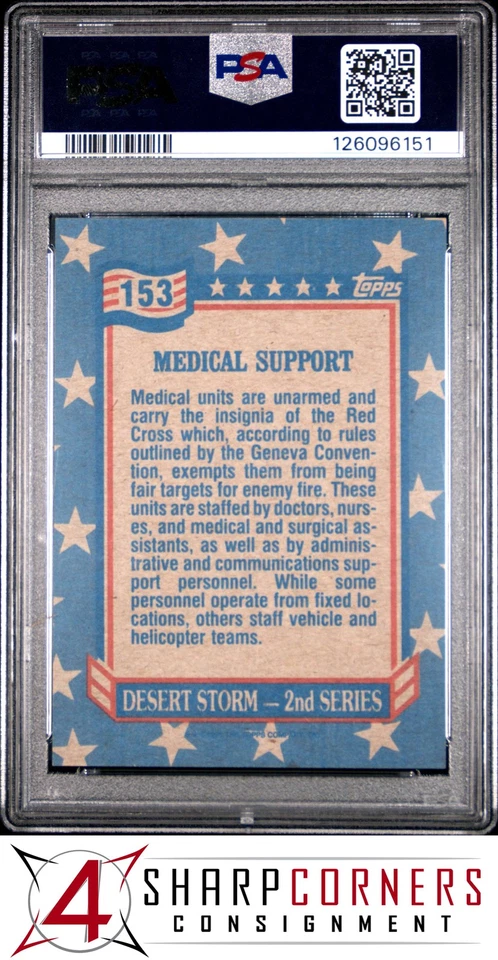 PSA
126096151
153
topps
MEDICAL SUPPORT
Medical units are unarmed and
carry the insignia of the Red
Cross which, according to rules
outlined by the Geneva Conven-
tion, exempts them from being
fair targets for enemy fire. These
units are staffed by doctors, nurs-
es, and medical and surgical as-
sistants, as well as by adminis-
trative and communications sup-
port personnel. While some
personnel operate from fixed lo-
cations, others staff vehicle and
helicopter teams.
DESERT STORM — 2nd SERIES
4 SHARPCORNERS
CONSIGNMENT